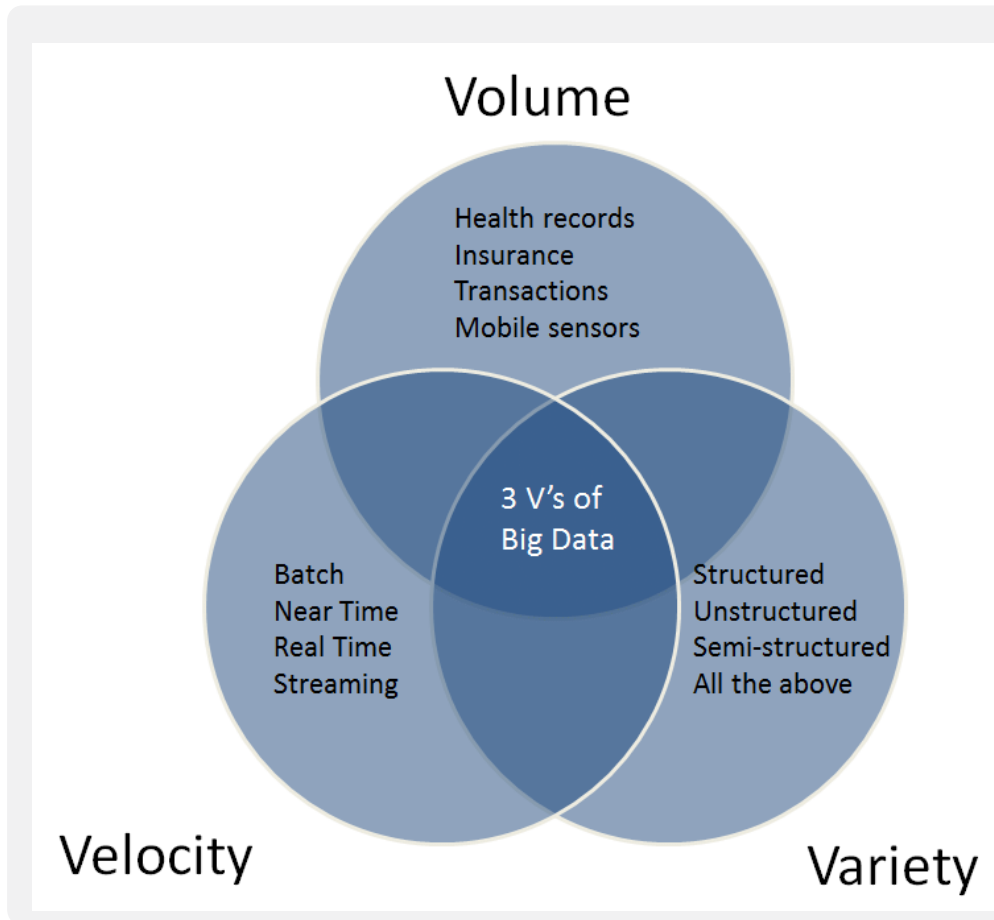 Volume
Health records
Insurance
Transactions
Mobile sensors
3 V's of
Big Data
Batch
Near Time
Real Time
Streaming
Structured
Unstructured
Semi-structured
All the above
Velocity
Variety